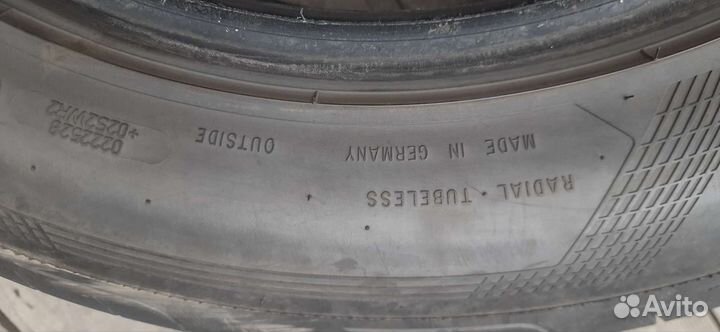 RADIAL · TUBELESS
MADE IN GERMANY
OUTSIDE
Avito